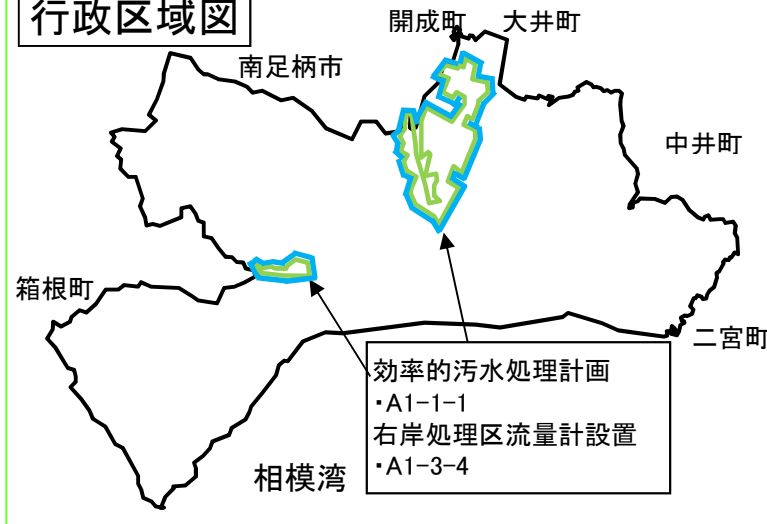 行政区域図
開成町
大井町
南足柄市
中井町
箱根町
二宮町
効率的汚水処理計画
・A1-1-1
右岸処理区流量計設置
・A1-3-4
相模湾